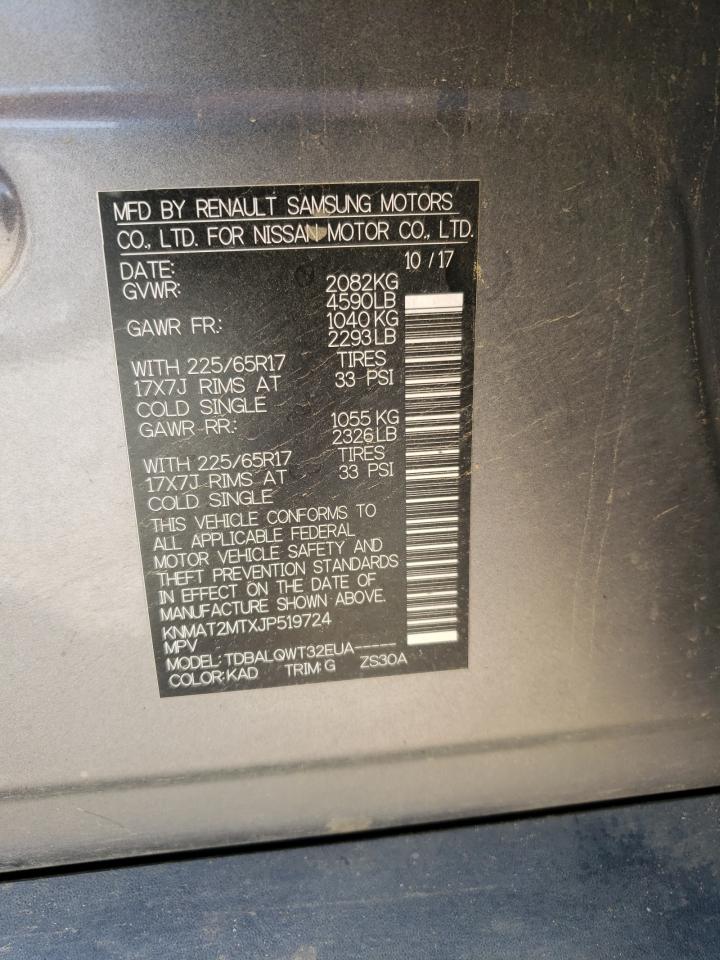 MFD BY RENAULT SAMSUNG MOTORS
CO., LTD. FOR NISSAN MOTOR CO., LTD.
DATE: 10 / 17
GVWR: 2082KG
4590LB
GAWR FR.: 1040 KG
2293LB
WITH 225/65R17 TIRES
17X7J RIMS AT 33 PSI
COLD SINGLE
GAWR RR.: 1055 KG
2326LB
WITH 225/65R17 TIRES
17X7J RIMS AT 33 PSI
COLD SINGLE
THIS VEHICLE CONFORMS TO
ALL APPLICABLE FEDERAL
MOTOR VEHICLE SAFETY AND
THEFT PREVENTION STANDARDS
IN EFFECT ON THE DATE OF
MANUFACTURE SHOWN ABOVE.
KNMAT2MTXJP519724
MPV
MODEL: TDBALQWT32EUA-----
COLOR: KAD TRIM: G ZS30A